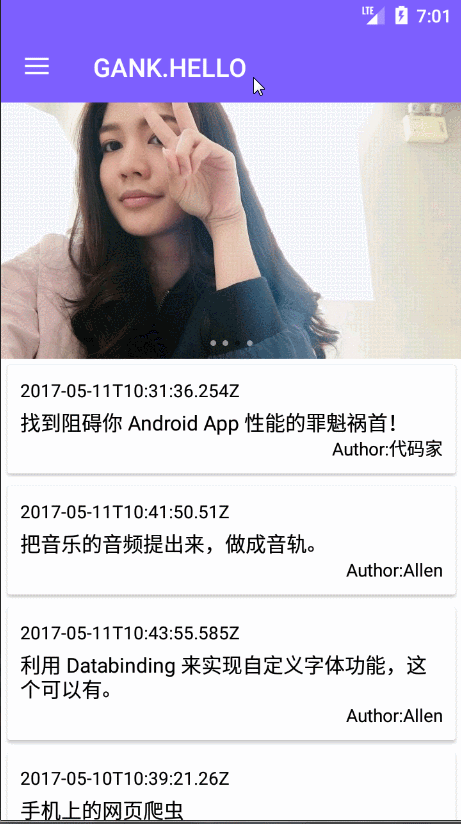 LTE 7:01
GANK.HELLO
2017-05-11T10:31:36.254Z
找到阻碍你 Android App 性能的罪魁祸首！
Author:代码家
2017-05-11T10:41:50.51Z
把音乐的音频提出来，做成音轨。
Author:Allen
2017-05-11T10:43:55.585Z
利用 Databinding 来实现自定义字体功能，这
个可以有。
Author:Allen
2017-05-10T10:39:21.26Z
手机上的网页爬虫